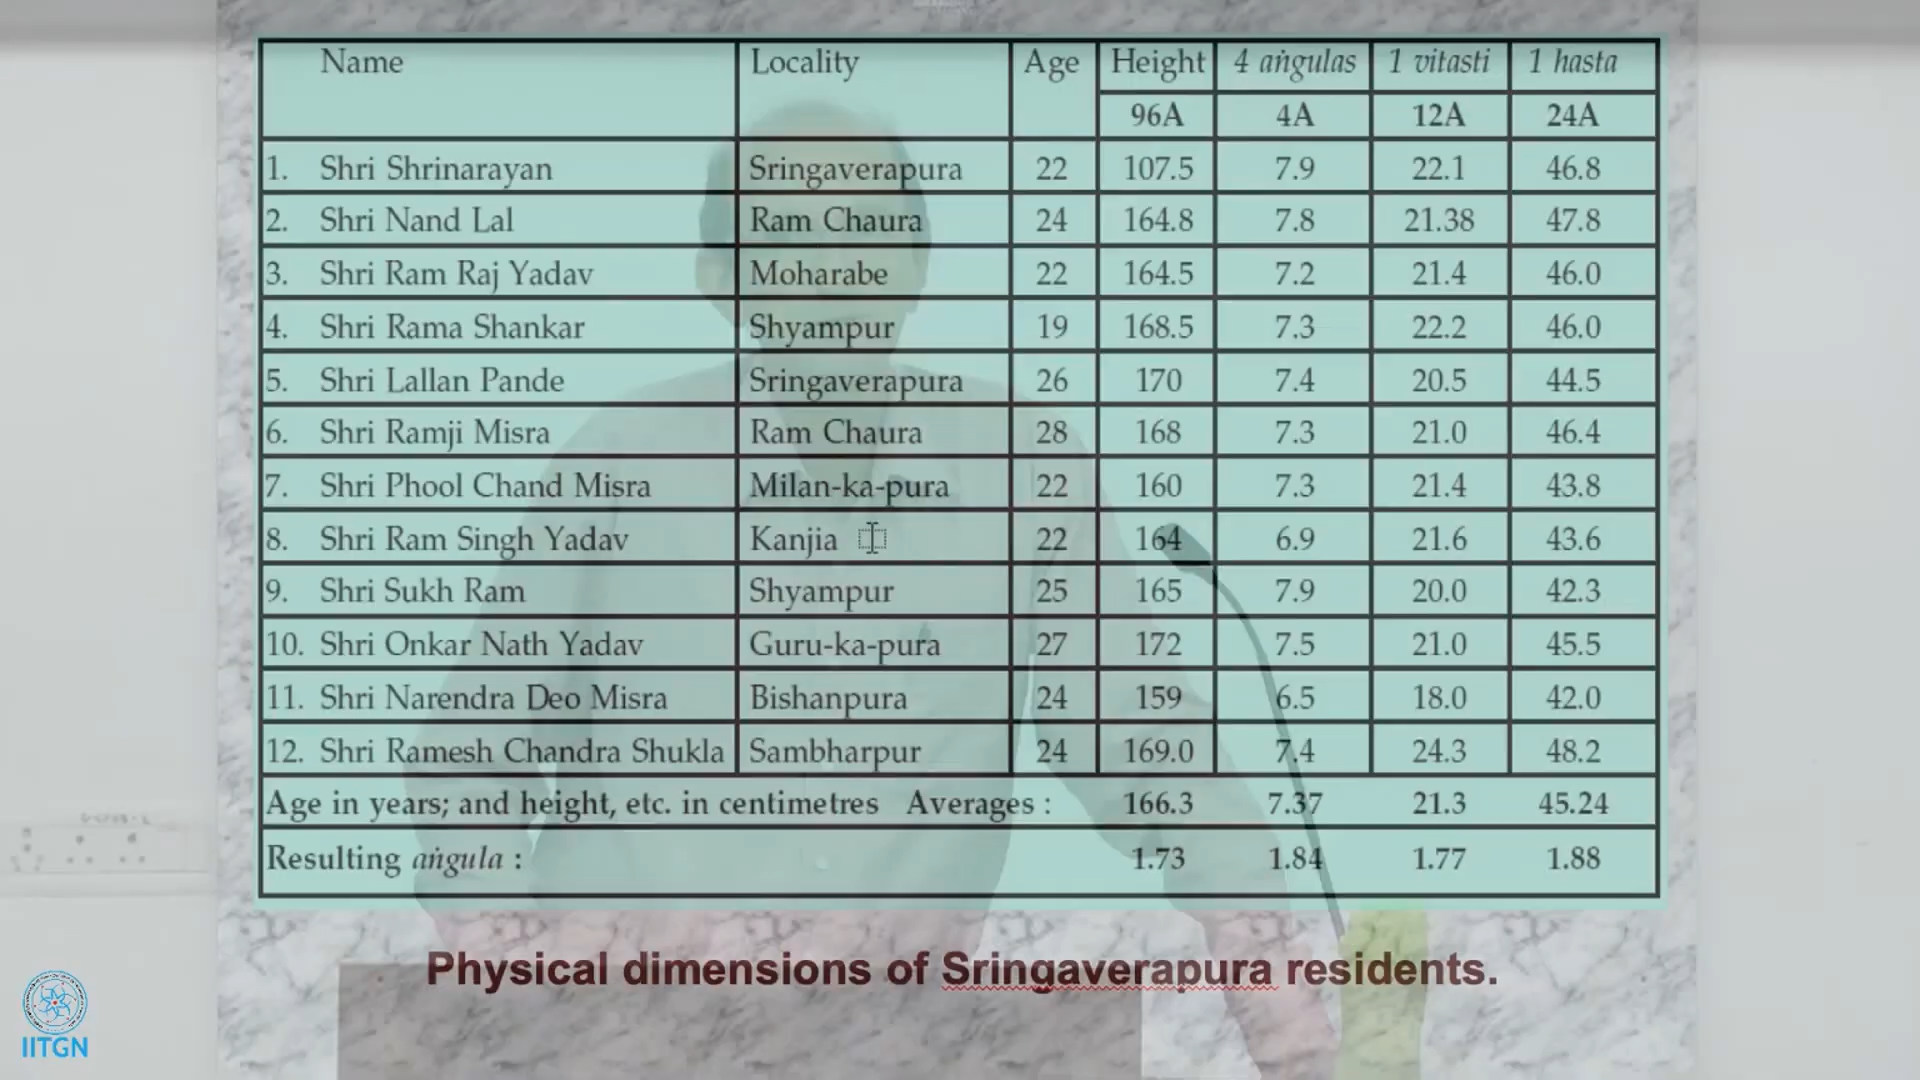 Name Locality Age Height 4 aṅgulas 1 vitasti 1 hasta
96A 4A 12A 24A
1. Shri Shrinarayan Sringaverapura 22 107.5 7.9 22.1 46.8
2. Shri Nand Lal Ram Chaura 24 164.8 7.8 21.38 47.8
3. Shri Ram Raj Yadav Moharabe 22 164.5 7.2 21.4 46.0
4. Shri Rama Shankar Shyampur 19 168.5 7.3 22.2 46.0
5. Shri Lallan Pande Sringaverapura 26 170 7.4 20.5 44.5
6. Shri Ramji Misra Ram Chaura 28 168 7.3 21.0 46.4
7. Shri Phool Chand Misra Milan-ka-pura 22 160 7.3 21.4 43.8
8. Shri Ram Singh Yadav Kanjia 22 164 6.9 21.6 43.6
9. Shri Sukh Ram Shyampur 25 165 7.9 20.0 42.3
10. Shri Onkar Nath Yadav Guru-ka-pura 27 172 7.5 21.0 45.5
11. Shri Narendra Deo Misra Bishanpura 24 159 6.5 18.0 42.0
12. Shri Ramesh Chandra Shukla Sambharpur 24 169.0 7.4 24.3 48.2
Age in years; and height, etc. in centimetres Averages : 166.3 7.37 21.3 45.24
Resulting aṅgula : 1.73 1.84 1.77 1.88
Physical dimensions of Sringaverapura residents.
IITGN